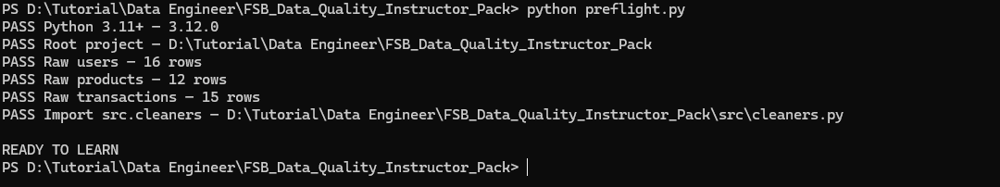 PS D:\Tutorial\Data Engineer\FSB_Data_Quality_Instructor_Pack> python preflight.py
PASS Python 3.11+ — 3.12.0
PASS Root project — D:\Tutorial\Data Engineer\FSB_Data_Quality_Instructor_Pack
PASS Raw users — 16 rows
PASS Raw products — 12 rows
PASS Raw transactions — 15 rows
PASS Import src.cleaners — D:\Tutorial\Data Engineer\FSB_Data_Quality_Instructor_Pack\src\cleaners.py
READY TO LEARN
PS D:\Tutorial\Data Engineer\FSB_Data_Quality_Instructor_Pack>